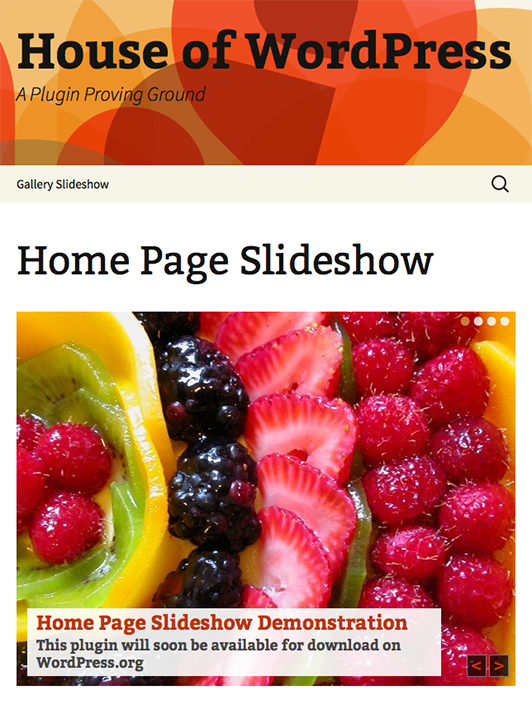 House of WordPress
A Plugin Proving Ground
Gallery Slideshow
Home Page Slideshow
Home Page Slideshow Demonstration
This plugin will soon be available for download on
WordPress.org
< >